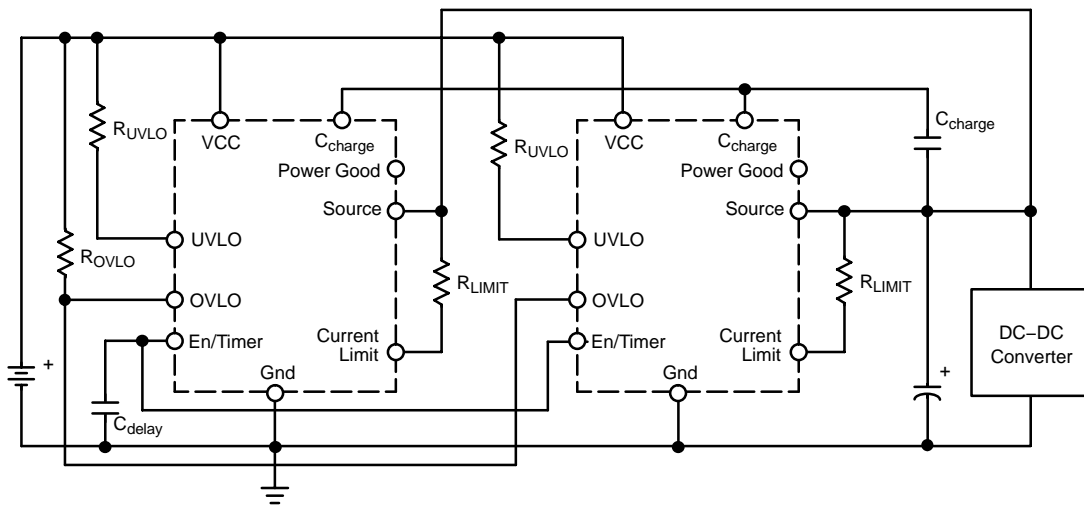 RUVLO
VCC
Ccharge
Power Good
Source
UVLO
ROVLO
OVLO
RLIMIT
En/Timer
Current
Limit
Gnd
+
Cdelay
RUVLO
VCC
Ccharge
Power Good
Source
UVLO
OVLO
RLIMIT
En/Timer
Current
Limit
Gnd
Ccharge
+
DC–DC
Converter